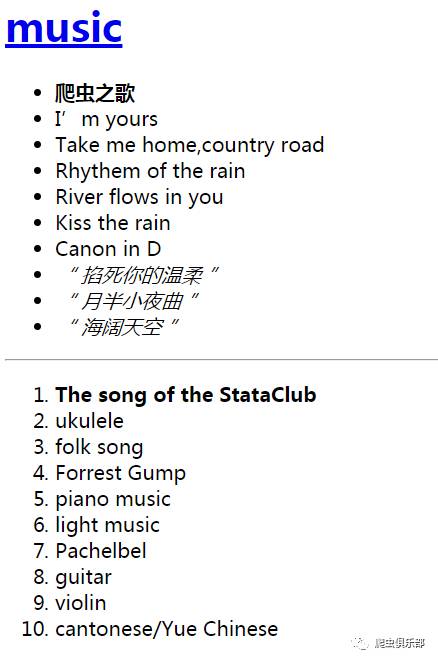 music
• 爬虫之歌
• I’m yours
• Take me home,country road
• Rhythem of the rain
• River flows in you
• Kiss the rain
• Canon in D
• “掐死你的温柔”
• “月半小夜曲”
• “海阔天空”
1. The song of the StataClub
2. ukulele
3. folk song
4. Forrest Gump
5. piano music
6. light music
7. Pachelbel
8. guitar
9. violin
10. cantonese/Yue Chinese
爬虫俱乐部